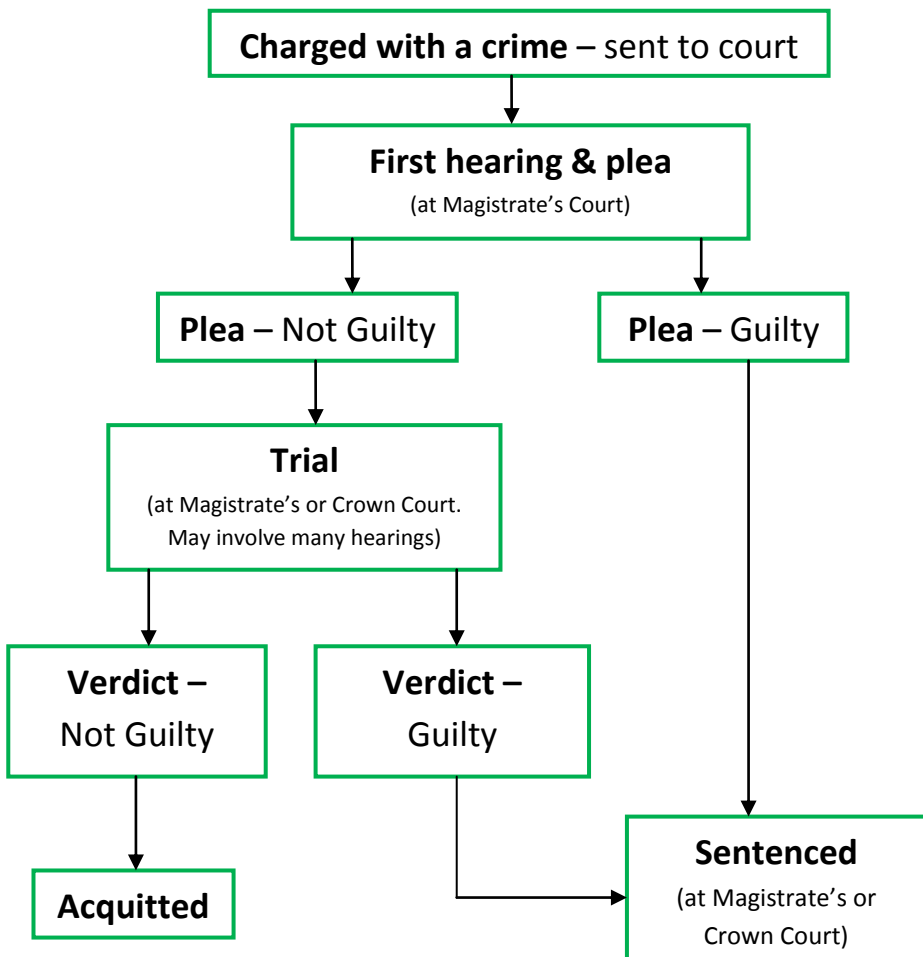 Charged with a crime – sent to court
First hearing & plea
(at Magistrate’s Court)
Plea – Not Guilty
Plea – Guilty
Trial
(at Magistrate’s or Crown Court.
May involve many hearings)
Verdict –
Not Guilty
Verdict –
Guilty
Acquitted
Sentenced
(at Magistrate’s or
Crown Court)